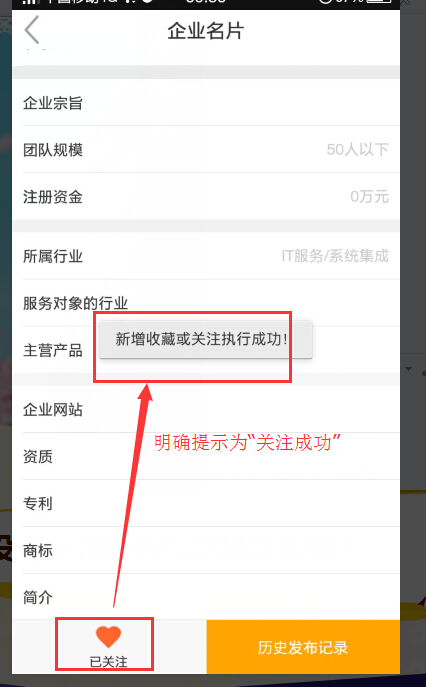 企业名片
企业宗旨
团队规模 50人以下
注册资金 0万元
所属行业 IT服务/系统集成
服务对象的行业
新增收藏或关注执行成功!
主营产品
企业网站
明确提示为“关注成功”
资质
专利
商标
简介
已关注
历史发布记录